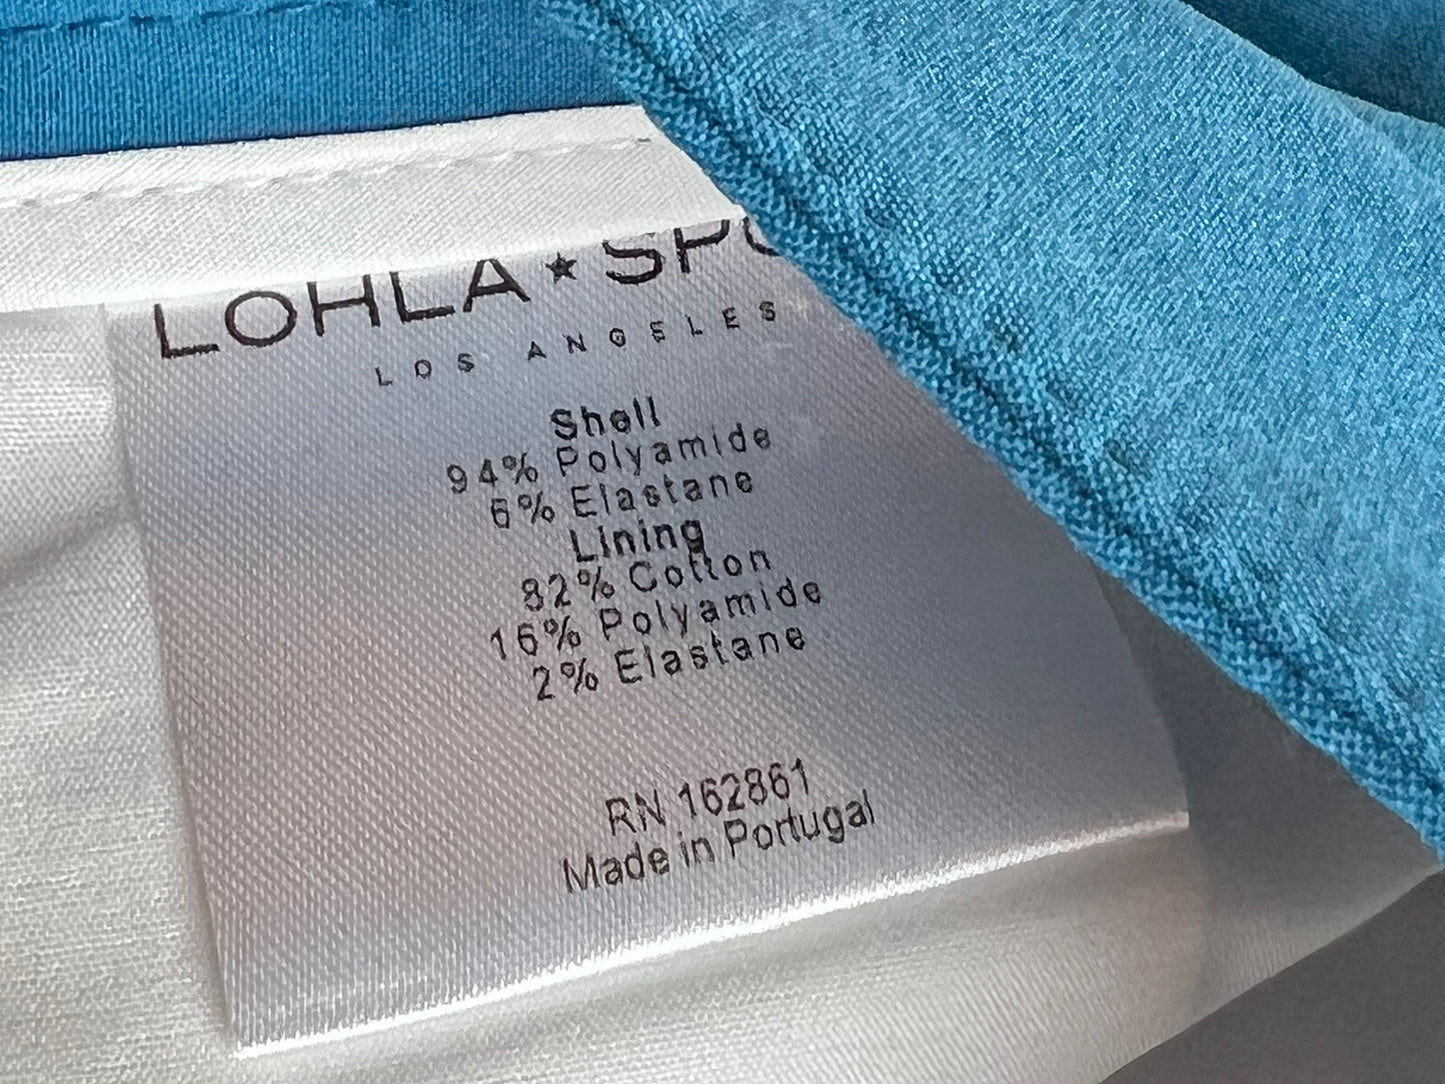 LOHLA★SPO
LOS ANGELES
Shell
94% Polyamide
6% Elastane
Lining
82% Cotton
16% Polyamide
2% Elastane
RN 162861
Made in Portugal